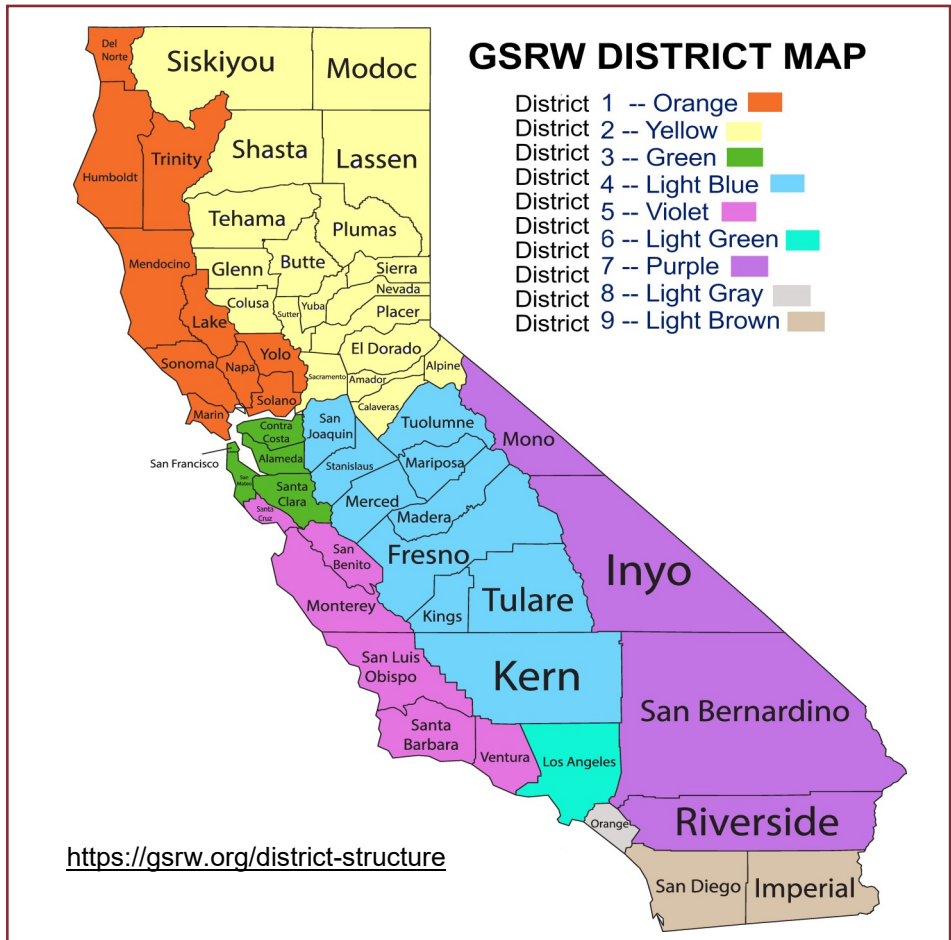 GSRW DISTRICT MAP
District 1 -- Orange
District 2 -- Yellow
District 3 -- Green
District 4 -- Light Blue
District 5 -- Violet
District 6 -- Light Green
District 7 -- Purple
District 8 -- Light Gray
District 9 -- Light Brown
Del
Norte
Siskiyou
Modoc
Humboldt
Trinity
Shasta
Lassen
Tehama
Plumas
Mendocino
Glenn
Butte
Sierra
Nevada
Colusa
Sutter
Yuba
Placer
Lake
El Dorado
Sonoma
Napa
Yolo
Sacramento
Amador
Alpine
Solano
Calaveras
Marin
Contra
Costa
San
Joaquin
Tuolumne
Mono
San Francisco
Alameda
Stanislaus
Mariposa
San
Mateo
Santa
Clara
Merced
Santa
Cruz
Madera
San
Benito
Fresno
Inyo
Monterey
Kings
Tulare
San Luis
Obispo
Kern
San Bernardino
Santa
Barbara
Ventura
Los Angeles
Orange
Riverside
San Diego
Imperial
https://gsrw.org/district-structure